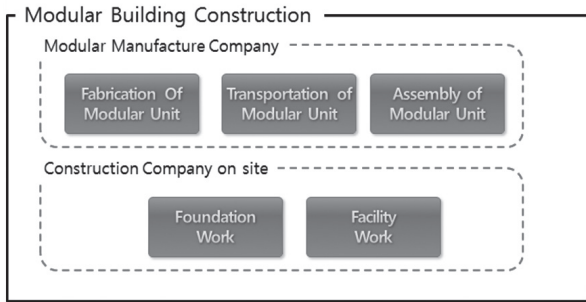 Modular Building Construction
Modular Manufacture Company
Fabrication Of
Modular Unit
Transportation of
Modular Unit
Assembly of
Modular Unit
Construction Company on site
Foundation
Work
Facility
Work